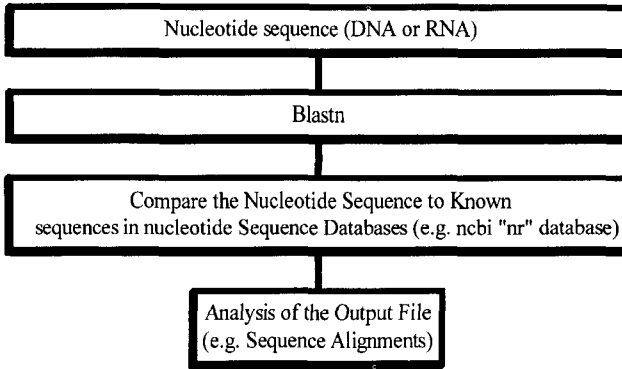 Nucleotide sequence (DNA or RNA)
Blastn
Compare the Nucleotide Sequence to Known
sequences in nucleotide Sequence Databases (e.g. ncbi "nr" database)
Analysis of the Output File
(e.g. Sequence Alignments)